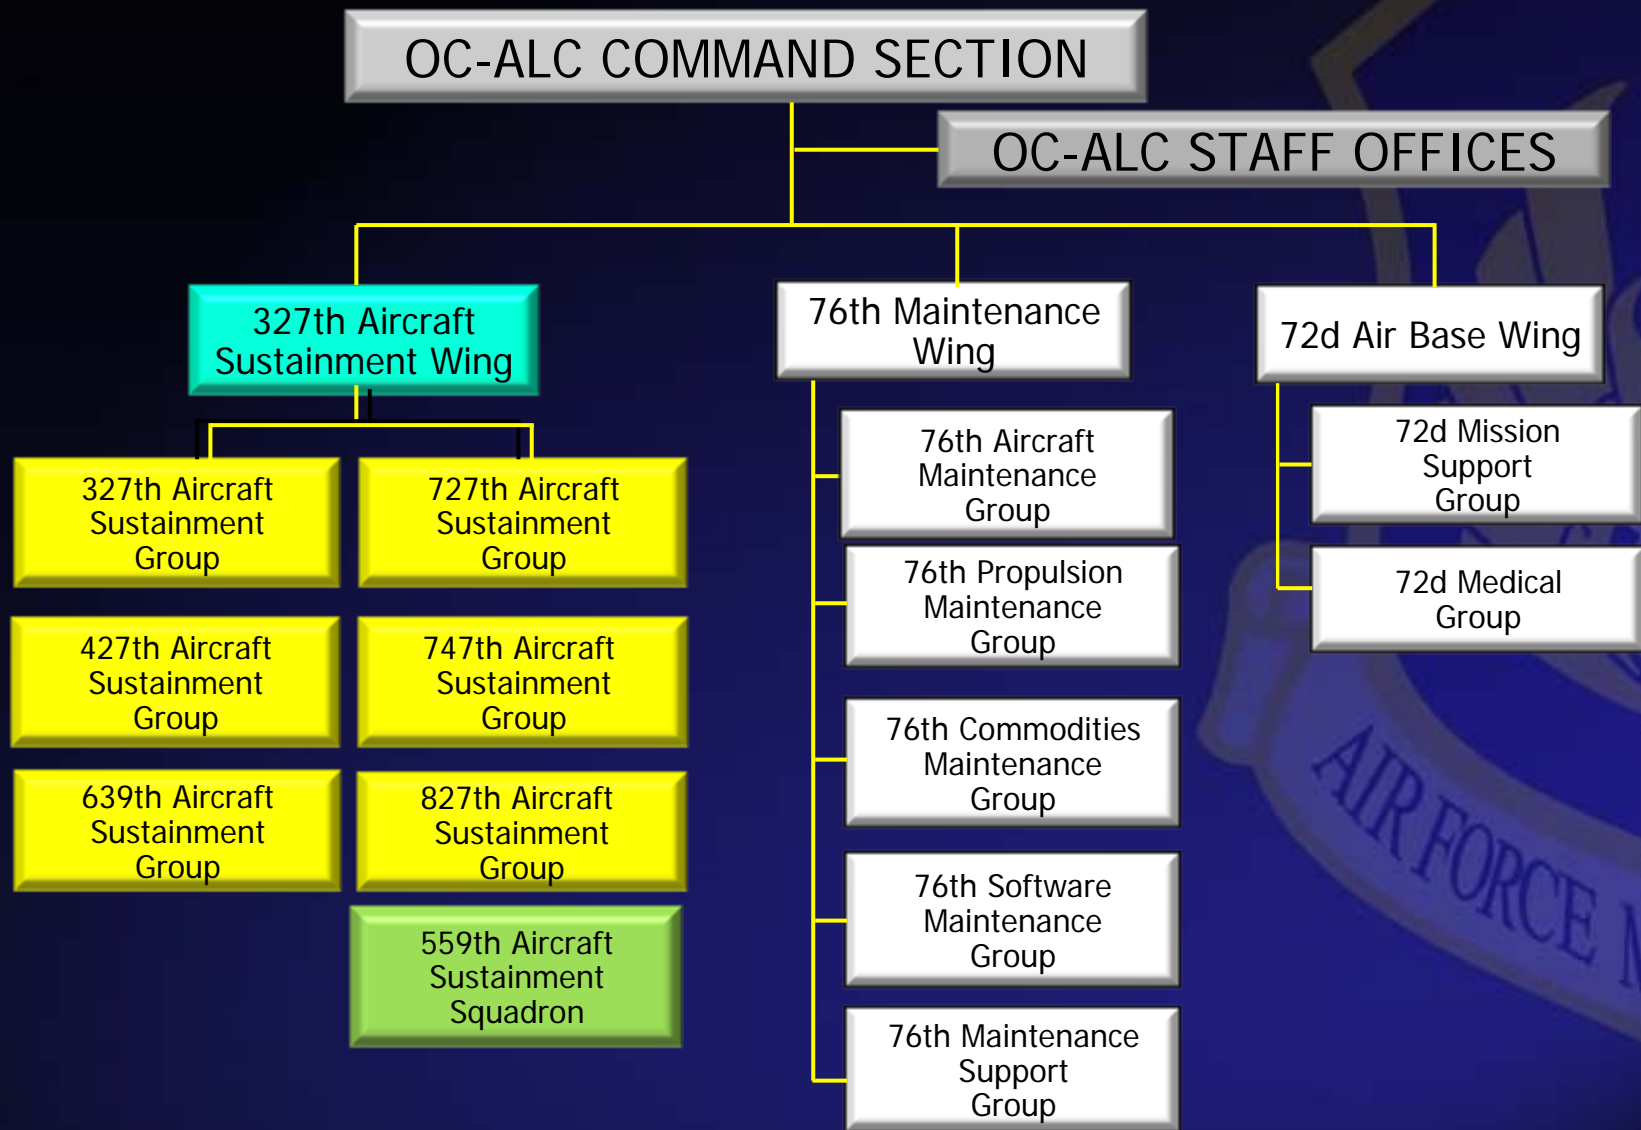 OC-ALC COMMAND SECTION
OC-ALC STAFF OFFICES
327th Aircraft
Sustainment Wing
76th Maintenance
Wing
72d Air Base Wing
327th Aircraft
Sustainment
Group
727th Aircraft
Sustainment
Group
427th Aircraft
Sustainment
Group
747th Aircraft
Sustainment
Group
639th Aircraft
Sustainment
Group
827th Aircraft
Sustainment
Group
559th Aircraft
Sustainment
Squadron
76th Aircraft
Maintenance
Group
76th Propulsion
Maintenance
Group
76th Commodities
Maintenance
Group
76th Software
Maintenance
Group
76th Maintenance
Support
Group
72d Mission
Support
Group
72d Medical
Group
AIR FORCE